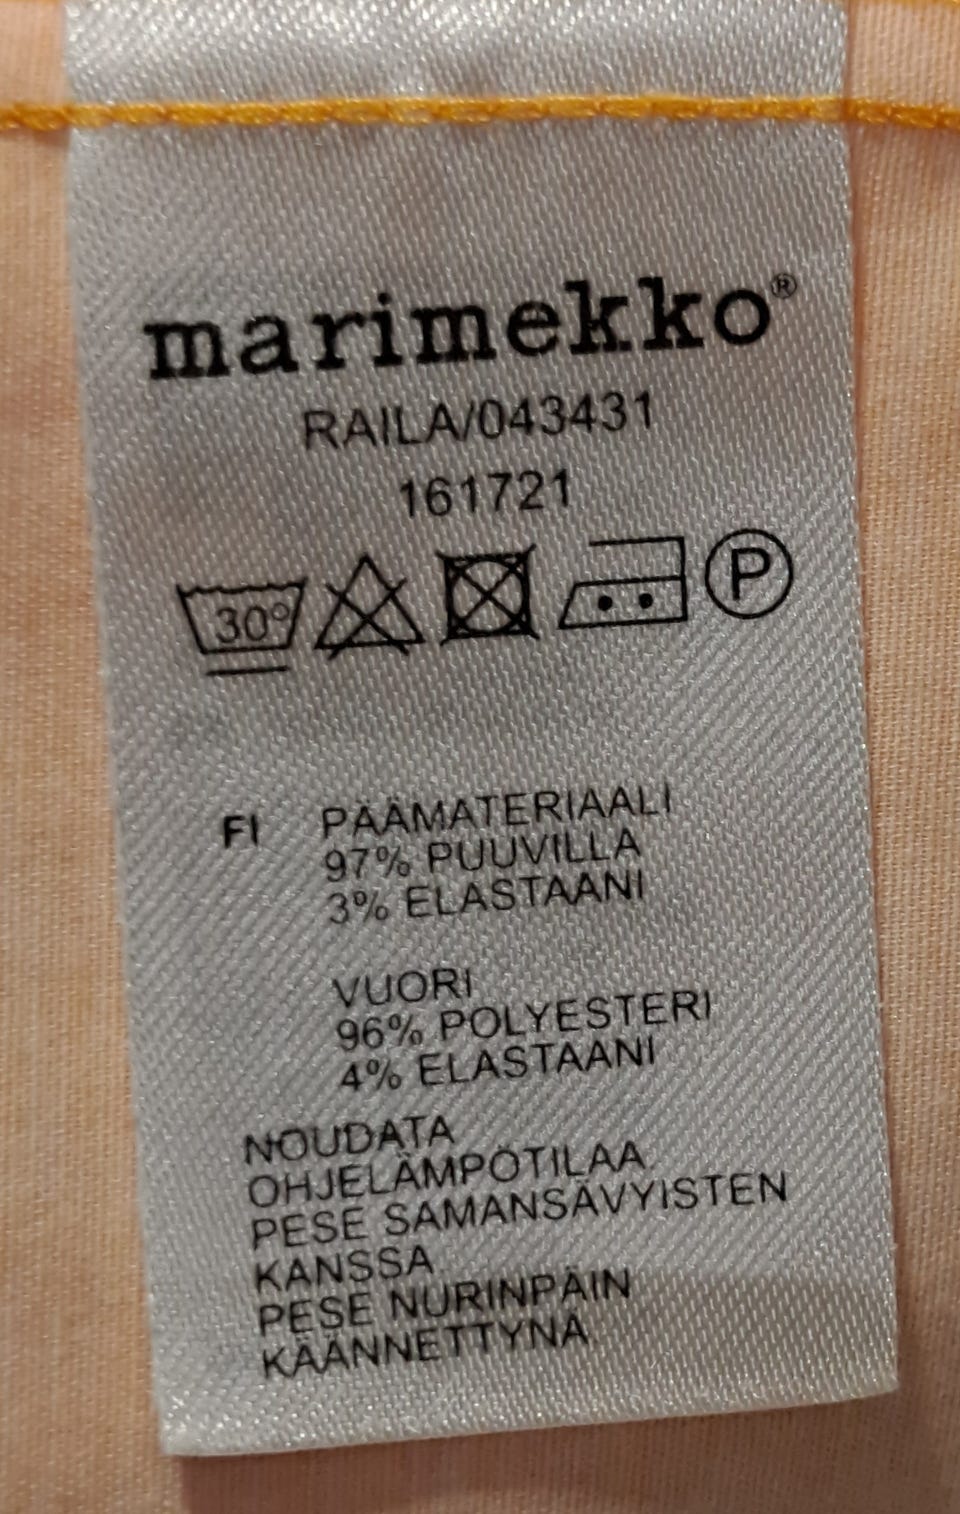 marimekko®
RAILA/043431
161721
30° P
FI PÄÄMATERIAALI
97% PUUVILLA
3% ELASTAANI
VUORI
96% POLYESTERI
4% ELASTAANI
NOUDATA
OHJELÄMPÖTILAA
PESE SAMANSÄVYISTEN
KANSSA
PESE NURINPÄIN
KÄÄNNETTYNÄ